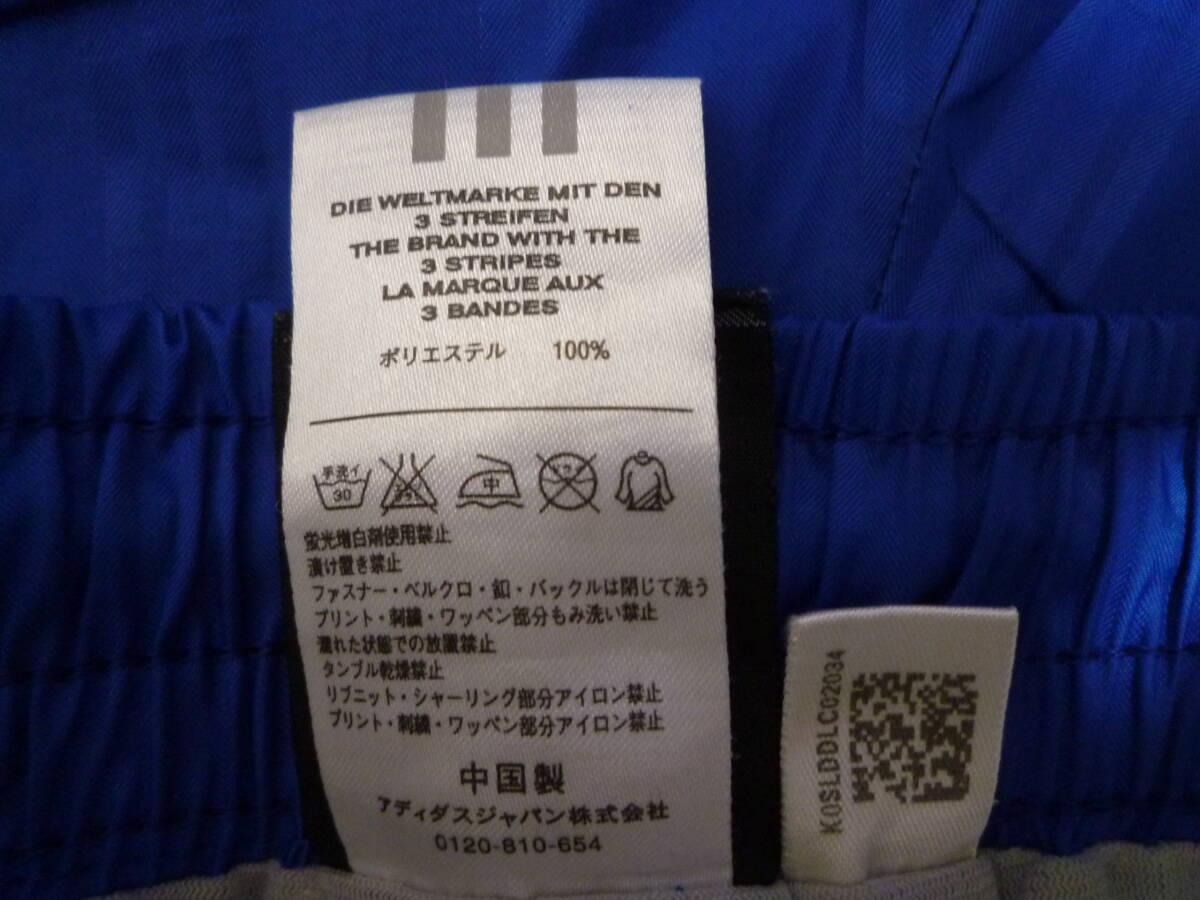 DIE WELTMARKE MIT DEN
3 STREIFEN
THE BRAND WITH THE
3 STRIPES
LA MARQUE AUX
3 BANDES
ポリエステル 100%
手洗イ
30
中
蛍光増白剤使用禁止
漬け置き禁止
ファスナー・ベルクロ・釦・バックルは閉じて洗う
プリント・刺繍・ワッペン部分もみ洗い禁止
濡れた状態での放置禁止
タンブル乾燥禁止
リブニット・シャーリング部分アイロン禁止
プリント・刺繍・ワッペン部分アイロン禁止
中国製
アディダスジャパン株式会社
0120-810-654
K0SLDDLC02034